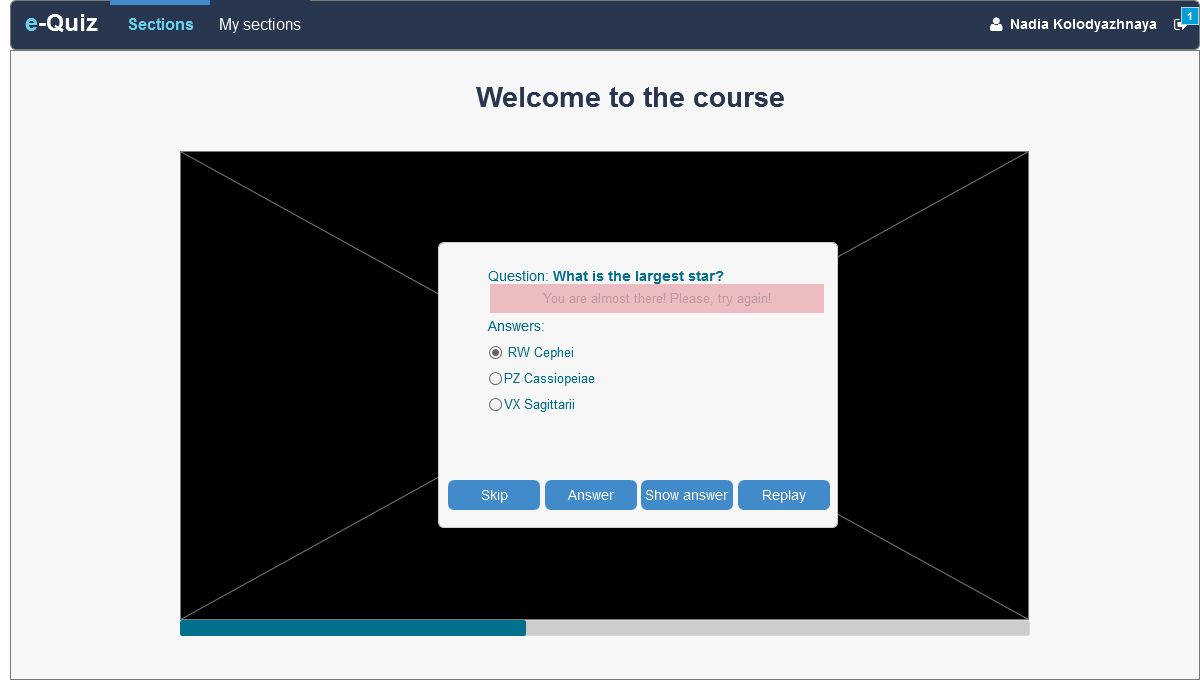 e-Quiz Sections My sections Nadia Kolodyazhnaya 1
Welcome to the course
Question: What is the largest star?
You are almost there! Please, try again!
Answers:
RW Cephei
PZ Cassiopeiae
VX Sagittarii
Skip Answer Show answer Replay